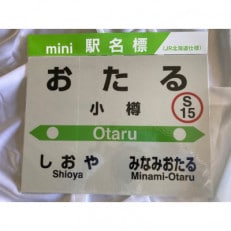 mini 駅名標 (JR北海道仕様)
おたる
小樽
S
15
Otaru
しおや みなみおたる
Shioya Minami-Otaru